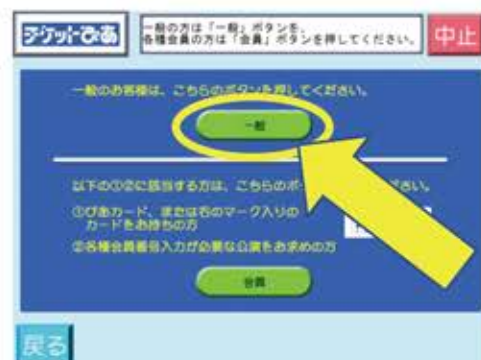 チケットぴあ
一般の方は「一般」ボタンを、
各種会員の方は「会員」ボタンを押してください。
中止
一般のお客様は、こちらのボタンを押してください。
一般
以下の①②に該当する方は、こちらのボ
さい。
①ぴあカード、または右のマーク入りの
カードをお持ちの方
②各種会員番号入力が必要な公演をお求めの方
会員
戻る